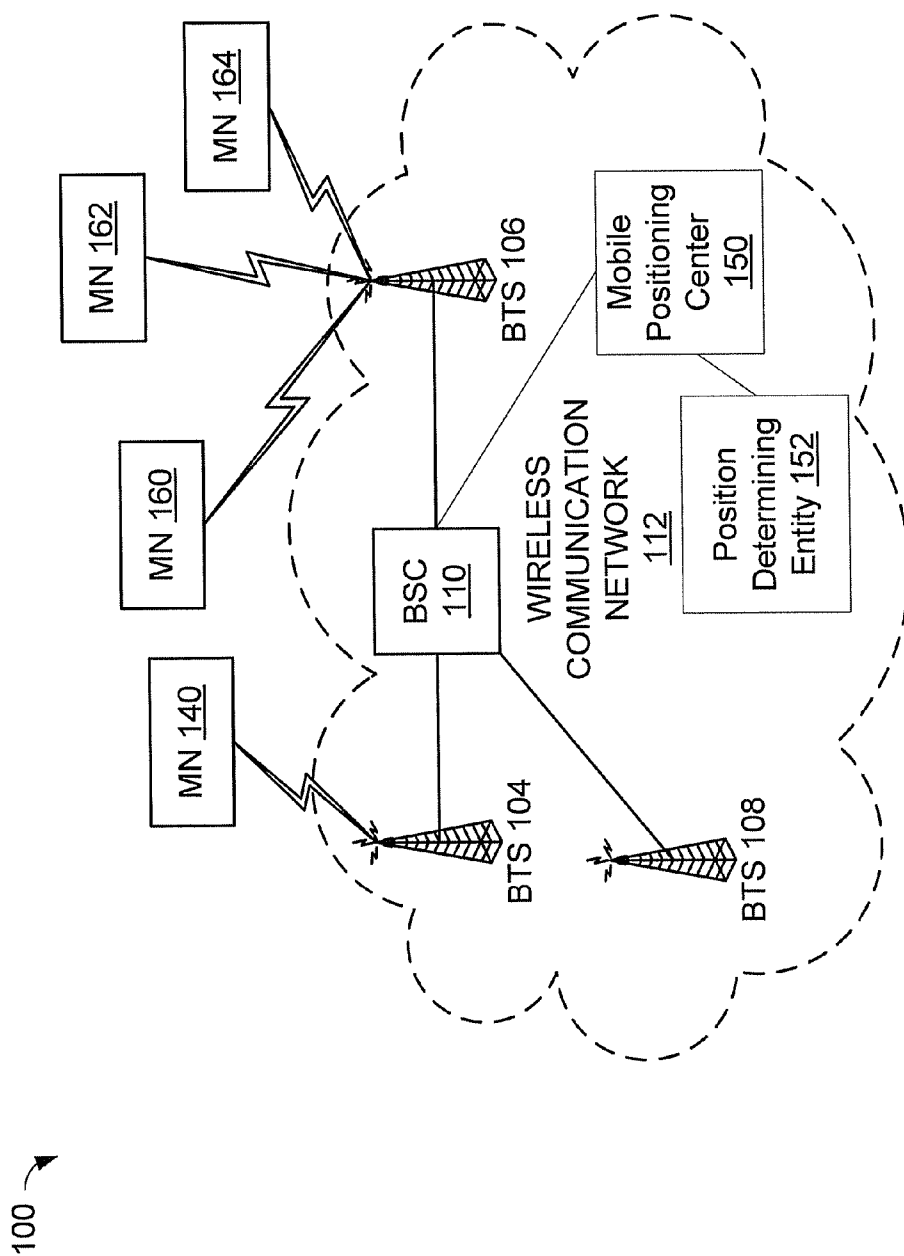 100
MN 140
MN 160
MN 162
MN 164
BTS 104
BSC
110
BTS 106
BTS 108
WIRELESS
COMMUNICATION
NETWORK
112
Mobile
Positioning
Center
150
Position
Determining
Entity 152